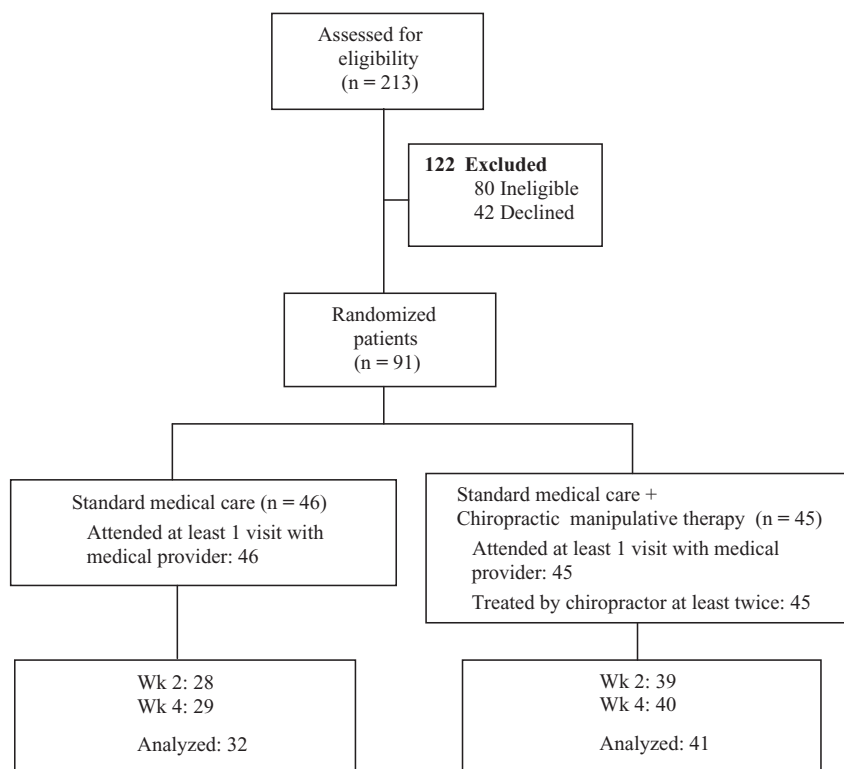 Assessed for
eligibility
(n = 213)
122 Excluded
80 Ineligible
42 Declined
Randomized
patients
(n = 91)
Standard medical care (n = 46)
Attended at least 1 visit with
medical provider: 46
Standard medical care +
Chiropractic manipulative therapy (n = 45)
Attended at least 1 visit with medical
provider: 45
Treated by chiropractor at least twice: 45
Wk 2: 28
Wk 4: 29
Analyzed: 32
Wk 2: 39
Wk 4: 40
Analyzed: 41